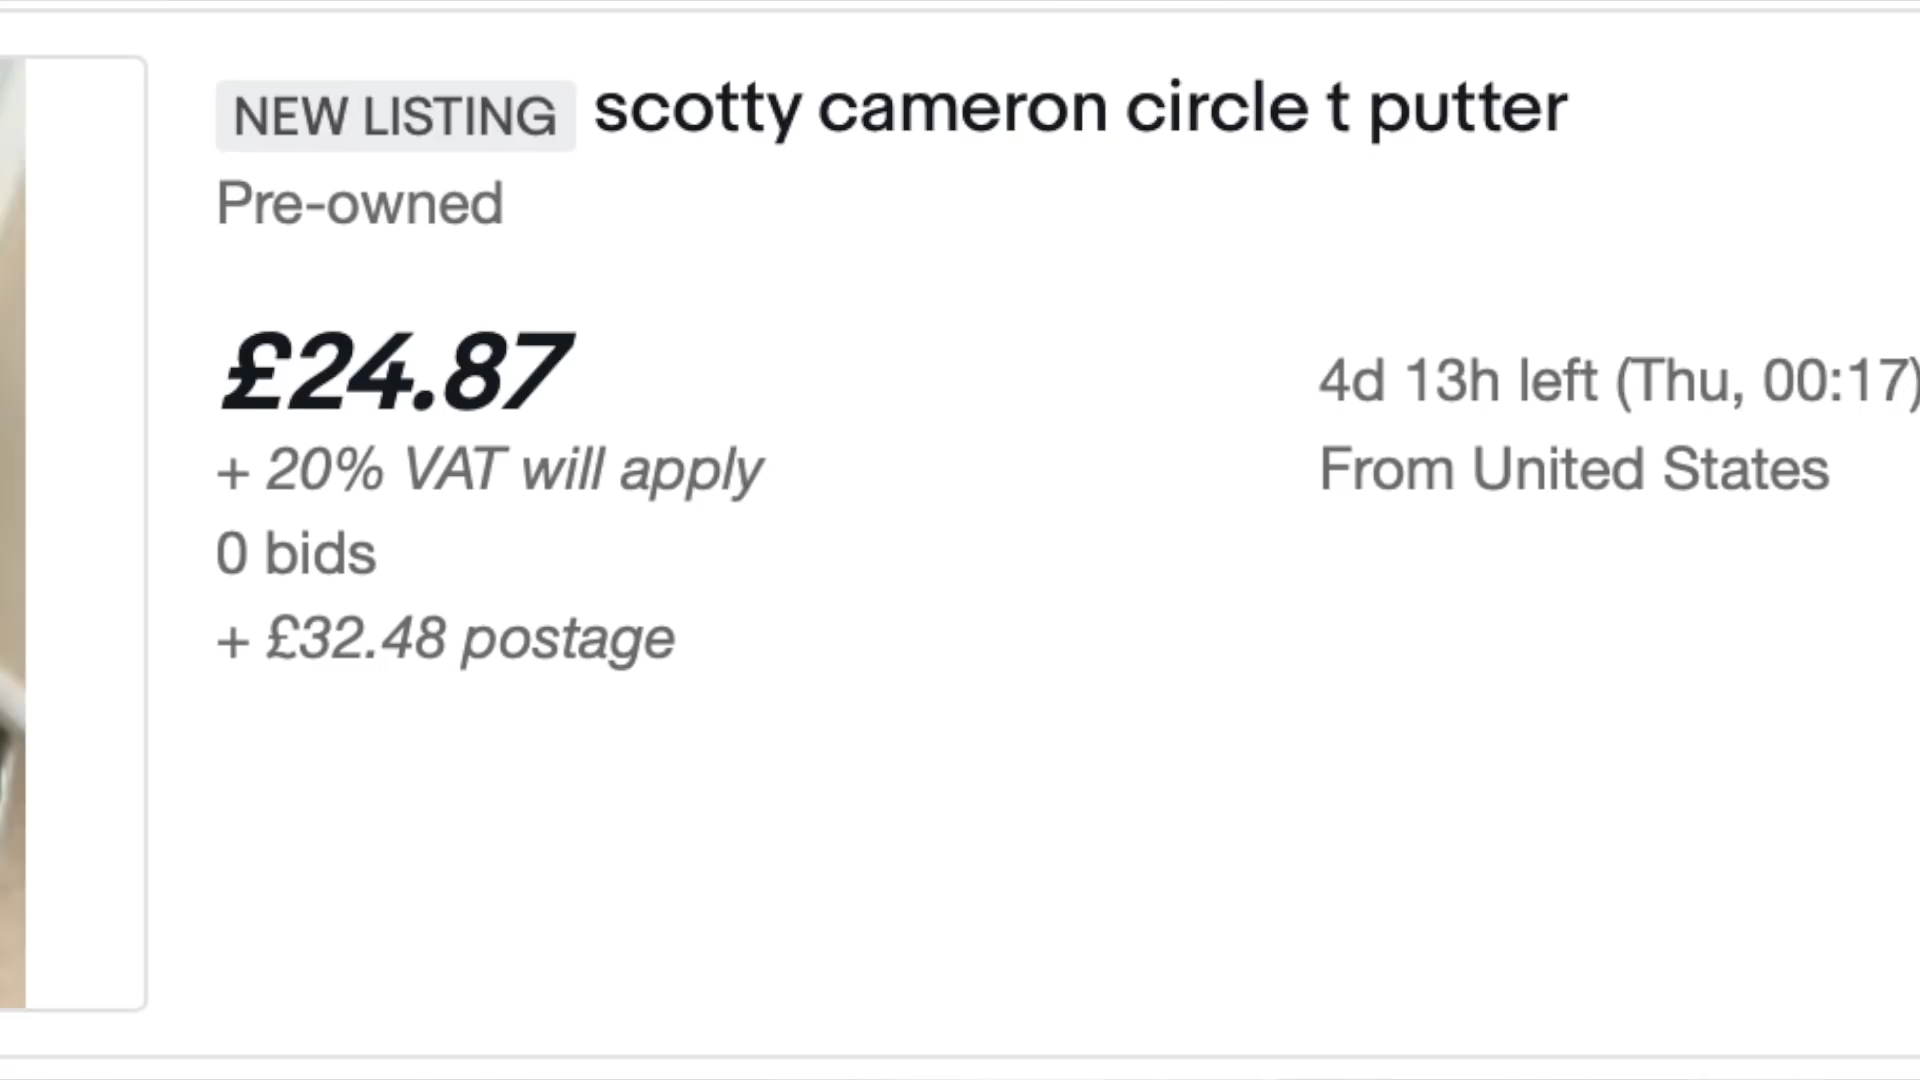 NEW LISTING scotty cameron circle t putter
Pre-owned
£24.87
+ 20% VAT will apply
0 bids
+ £32.48 postage
4d 13h left (Thu, 00:17)
From United States